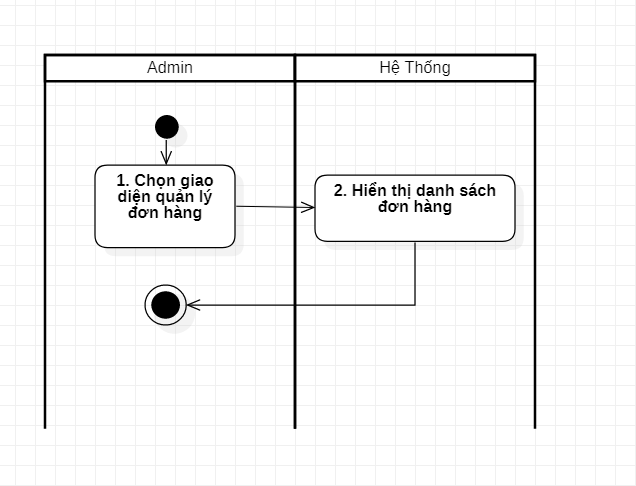 Admin
Hệ Thống
1. Chọn giao
diện quản lý
đơn hàng
2. Hiển thị danh sách
đơn hàng